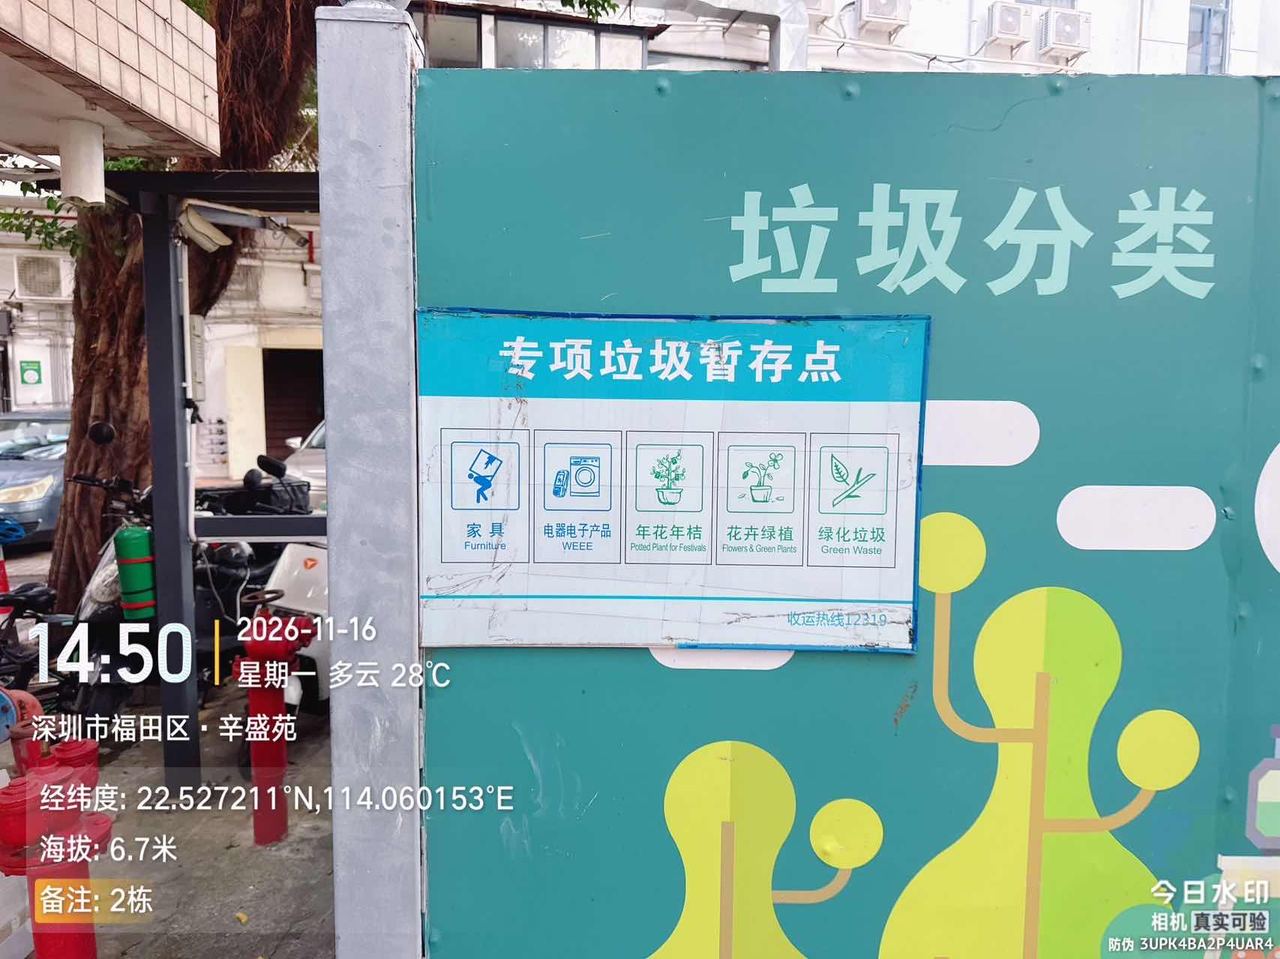 垃圾分类
专项垃圾暂存点
家具
Furniture
电器电子产品
WEEE
年花年桔
Potted Plant for Festivals
花卉绿植
Flowers & Green Plants
绿化垃圾
Green Waste
收运热线12319
14:50
2026-11-16
星期一 多云 28℃
深圳市福田区·辛盛苑
经纬度: 22.527211°N,114.060153°E
海拔: 6.7米
备注: 2栋
今日水印
相机 真实可验
防伪 3UPK4BA2P4UAR4